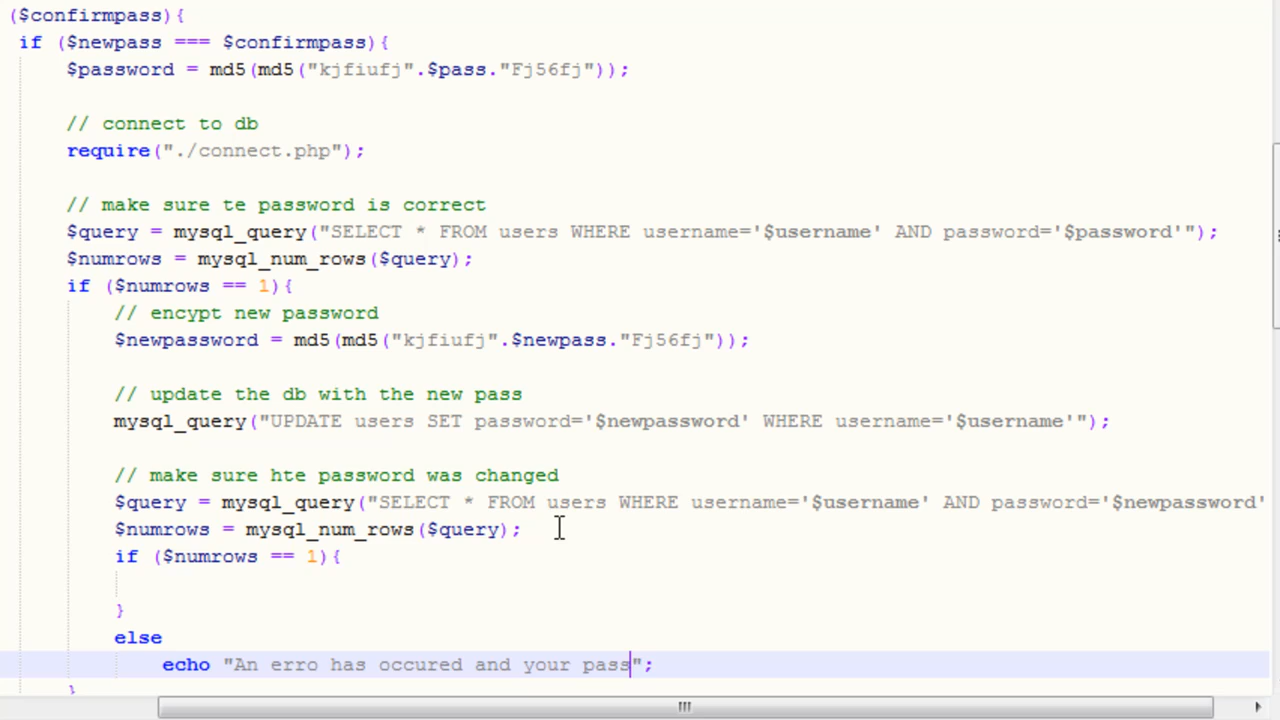 ($confirmpass){
if ($newpass === $confirmpass){
$password = md5(md5("kjfiufj".$pass."Fj56fj"));
// connect to db
require("./connect.php");
// make sure te password is correct
$query = mysql_query("SELECT * FROM users WHERE username='$username' AND password='$password'");
$numrows = mysql_num_rows($query);
if ($numrows == 1){
// encypt new password
$newpassword = md5(md5("kjfiufj".$newpass."Fj56fj"));
// update the db with the new pass
mysql_query("UPDATE users SET password='$newpassword' WHERE username='$username'");
// make sure hte password was changed
$query = mysql_query("SELECT * FROM users WHERE username='$username' AND password='$newpassword'
$numrows = mysql_num_rows($query);
if ($numrows == 1){
}
else
echo "An erro has occured and your pass";
}